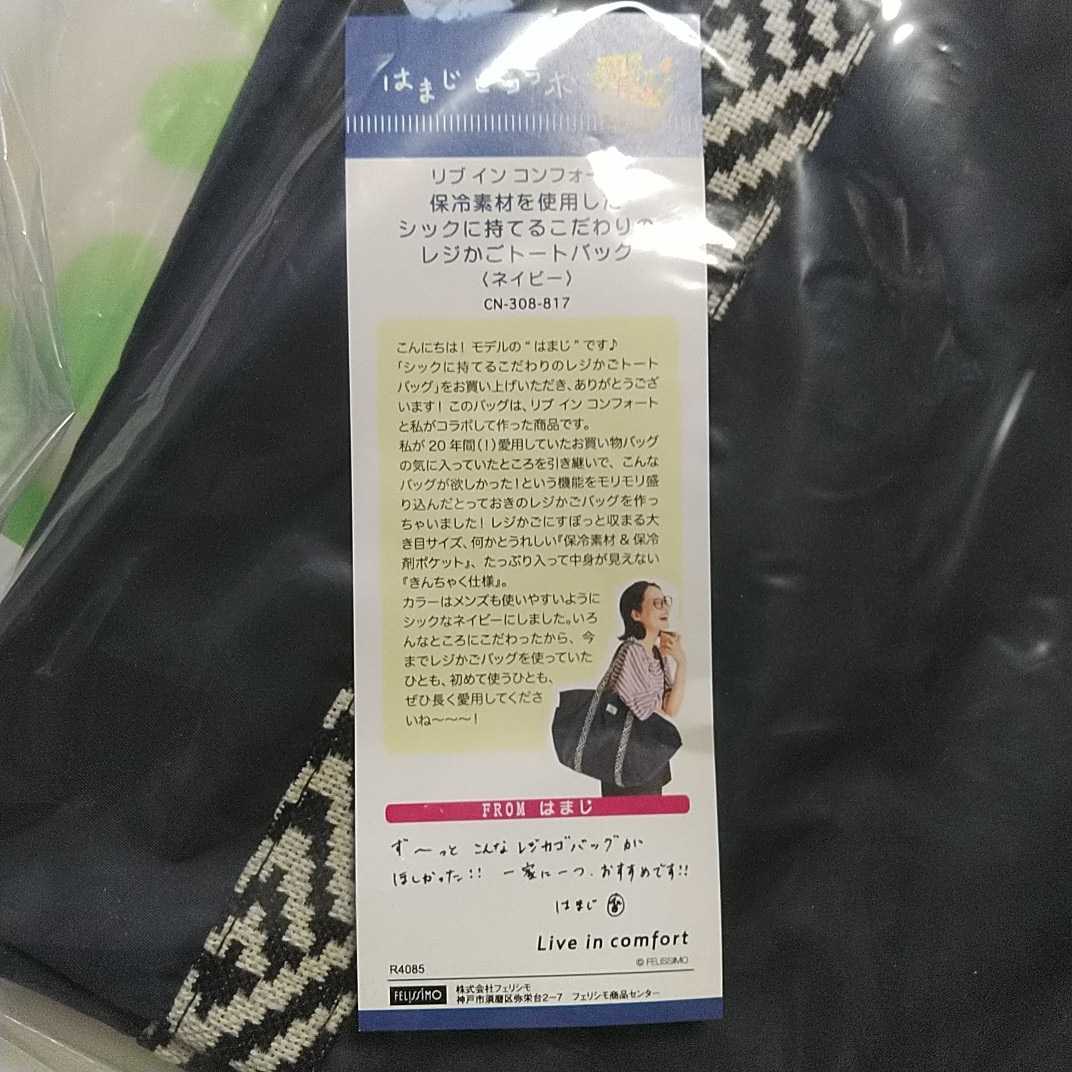 はまじとコラボ
リブ イン コンフォー
保冷素材を使用した
シックに持てるこだわりの
レジかごトートバッグ
〈ネイビー〉
CN-308-817
こんにちは! モデルの“はまじ”です♪
「シックに持てるこだわりのレジかごトート
バッグ」をお買い上げいただき、ありがとうござ
います! このバッグは、リブ イン コンフォート
と私がコラボして作った商品です。
私が20年間(!)愛用していたお買い物バッグ
の気に入っていたところを引き継いで、こんな
バッグが欲しかった!という機能をモリモリ盛
り込んだとっておきのレジかごバッグを作っ
ちゃいました! レジかごにすぽっと収まる大
き目サイズ、何かとうれしい『保冷素材&保冷
剤ポケット』、たっぷり入って中身が見えない
『きんちゃく仕様』。
カラーはメンズも使いやすいように
シックなネイビーにしました。いろ
んなところにこだわったから、今
までレジかごバッグを使っていた
ひとも、初めて使うひとも、
ぜひ長く愛用してくださ
いね〜〜〜!
FROM はまじ
ず〜っと こんな レジカゴバッグが
ほしかった!! 一家に一つ、おすすめです!!
はまじ
Live in comfort
© FELISSIMO
R4085
FELISSIMO 株式会社フェリシモ
神戸市須磨区弥栄台2−7 フェリシモ商品センター